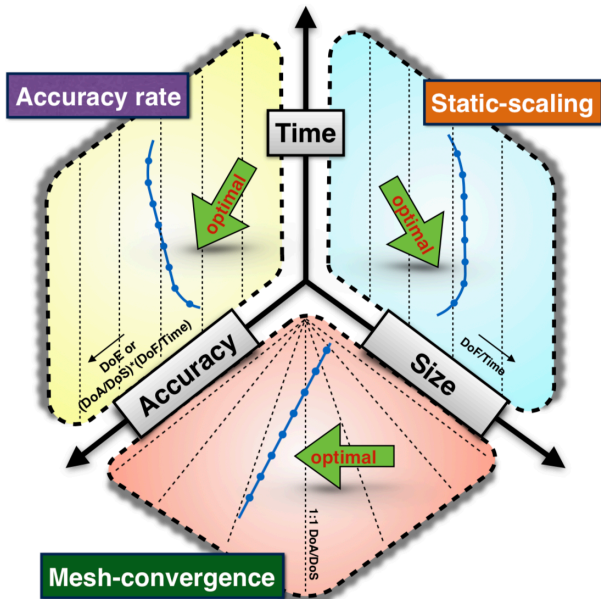 Accuracy rate
Time
Static-scaling
optimal
optimal
DoE or
(DoA/DoS)*(DoF/Time)
Accuracy
Size
DoF/Time
optimal
1:1 DoA/DoS
Mesh-convergence